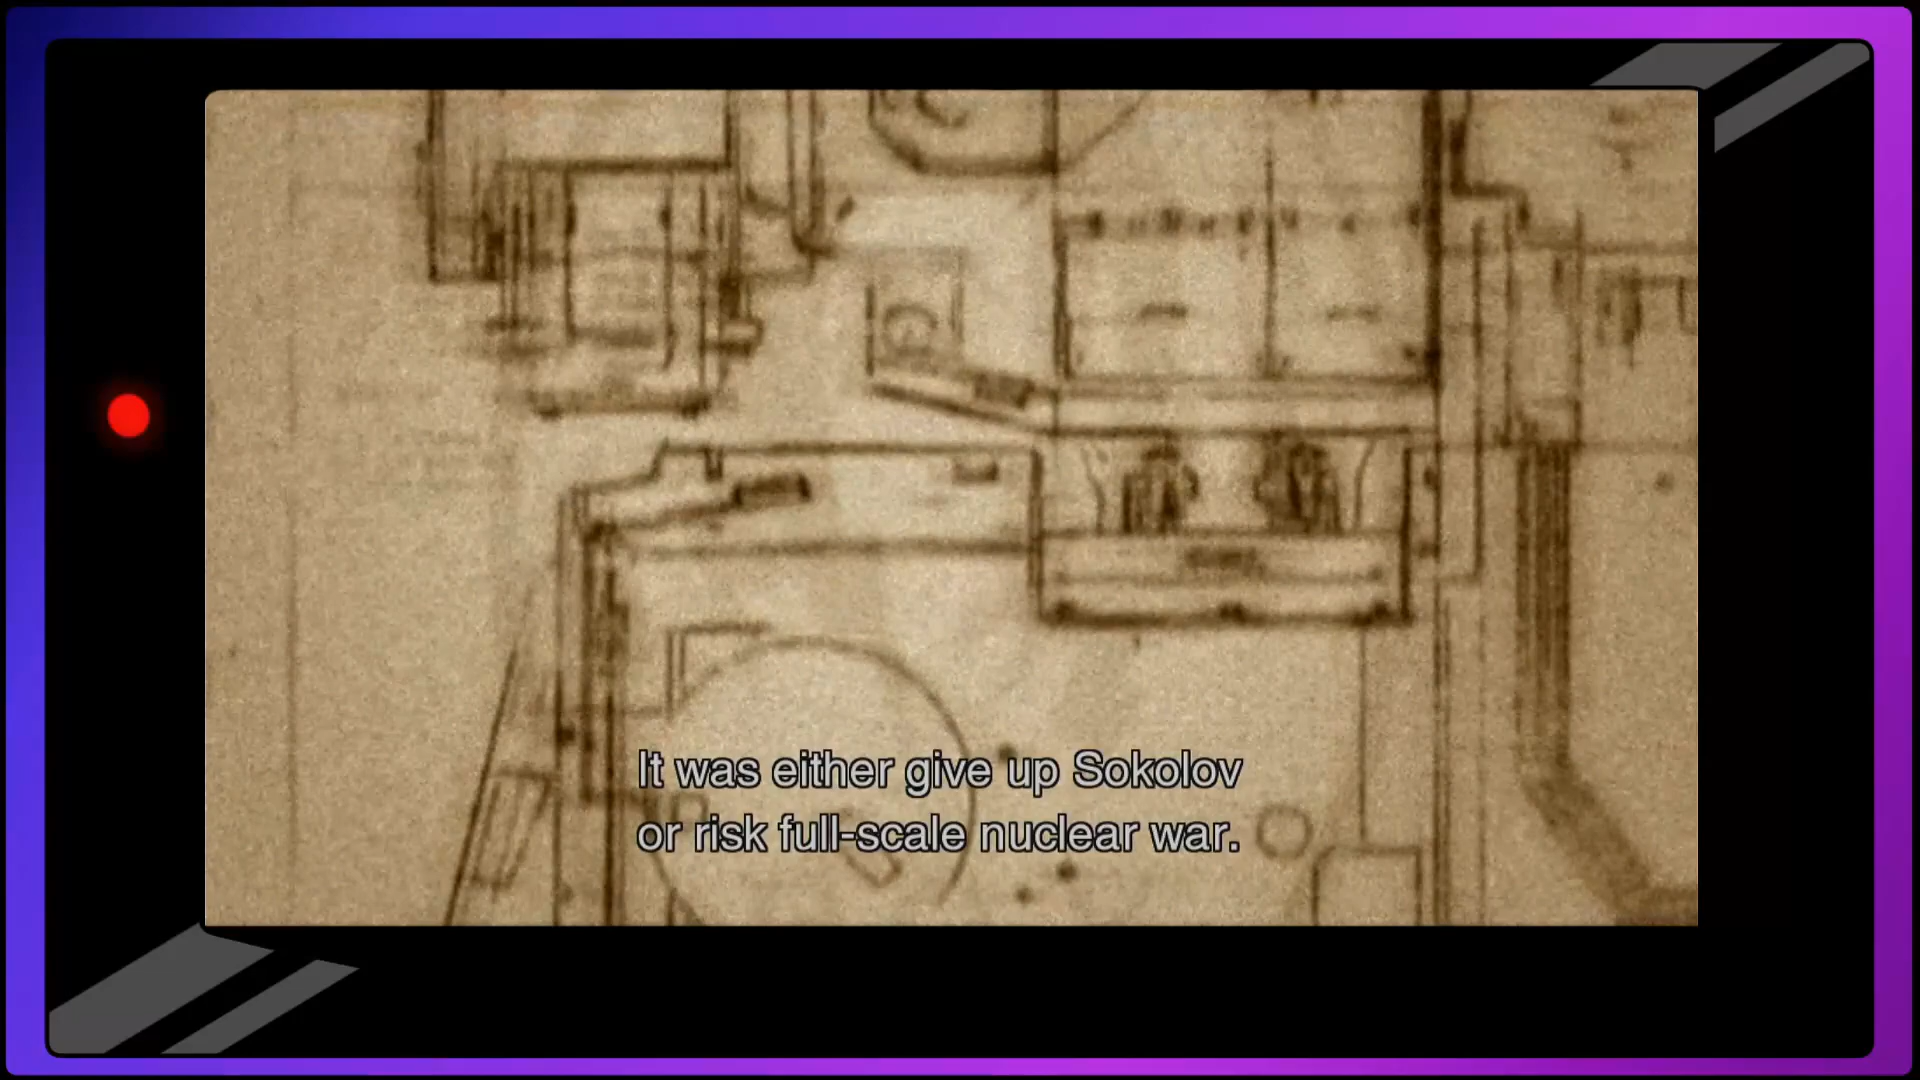 It was either give up Sokolov
or risk full-scale nuclear war.